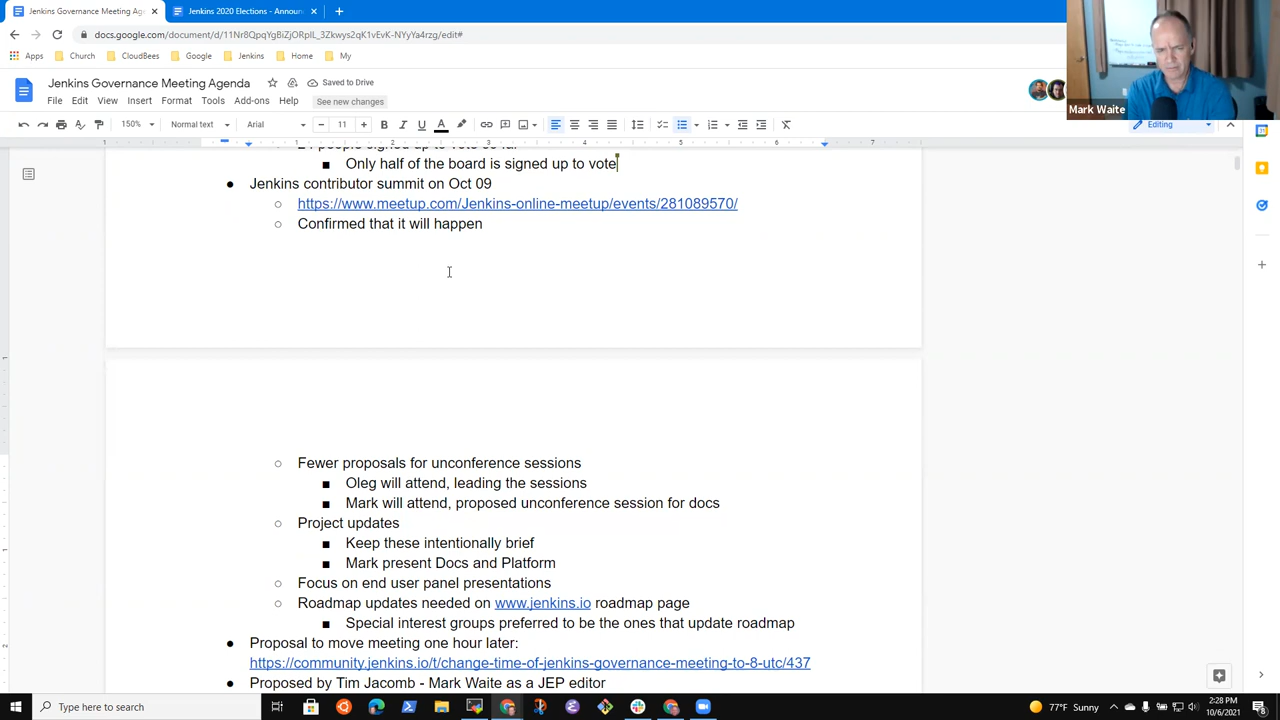 Jenkins Governance Meeting Ag
Jenkins 2020 Elections - Announ
docs.google.com/document/d/11Nr8QpqYgBiZjORpIL_3Zkwys2qK1vEvK-NYyYa4rzg/edit#
Apps
Church
CloudBees
Google
Jenkins
Home
My
Jenkins Governance Meeting Agenda
Saved to Drive
File Edit View Insert Format Tools Add-ons Help
See new changes
Mark Waite
150%
Normal text
Arial
11
Editing
Only half of the board is signed up to vote
Jenkins contributor summit on Oct 09
https://www.meetup.com/Jenkins-online-meetup/events/281089570/
Confirmed that it will happen
Fewer proposals for unconference sessions
Oleg will attend, leading the sessions
Mark will attend, proposed unconference session for docs
Project updates
Keep these intentionally brief
Mark present Docs and Platform
Focus on end user panel presentations
Roadmap updates needed on www.jenkins.io roadmap page
Special interest groups preferred to be the ones that update roadmap
Proposal to move meeting one hour later:
https://community.jenkins.io/t/change-time-of-jenkins-governance-meeting-to-8-utc/437
Proposed by Tim Jacomb - Mark Waite as a JEP editor
Type here to search
77°F Sunny
2:28 PM
10/6/2021